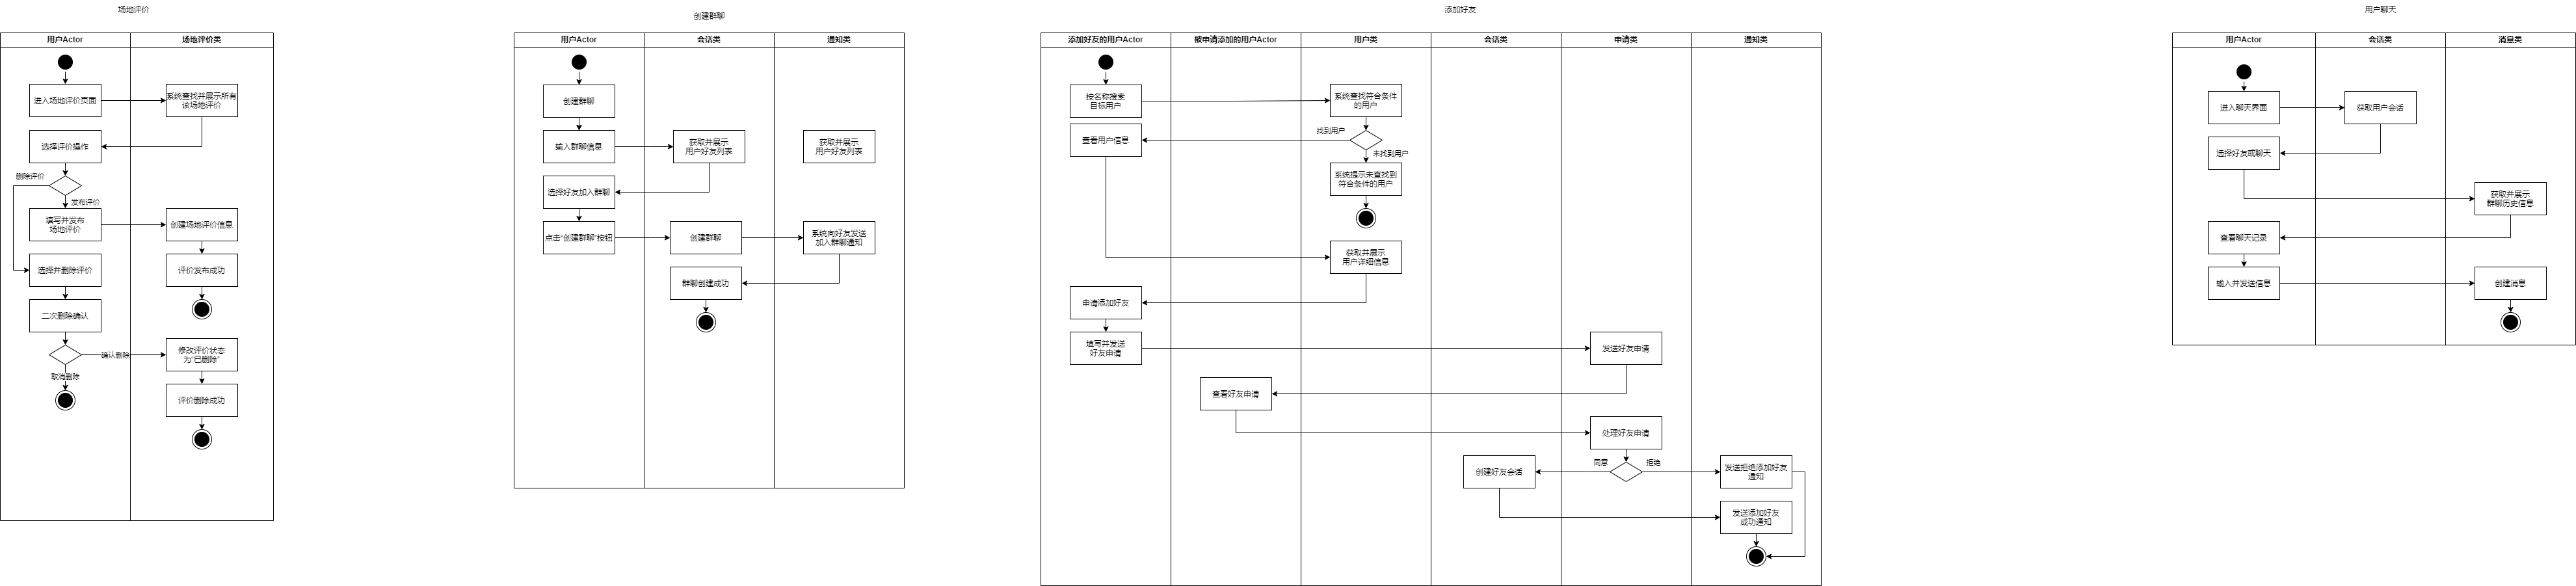 场地评价
用户Actor
场地评价类
进入场地评价页面
系统查找并展示所有
该场地评价
选择评价操作
删除评价
发布评价
填写并发布
场地评价
创建场地评价信息
选择并删除评价
评价发布成功
二次删除确认
确认删除
修改评价状态
为"已删除"
取消删除
评价删除成功
创建群聊
用户Actor
会话类
通知类
创建群聊
输入群聊信息
获取并展示
用户好友列表
获取并展示
用户好友列表
选择好友加入群聊
点击"创建群聊"按钮
创建群聊
系统向好友发送
加入群聊通知
群聊创建成功
添加好友
添加好友的用户Actor
被申请添加的用户Actor
用户类
会话类
申请类
通知类
按名称搜索
目标用户
系统查找符合条件
的用户
找到用户
查看用户信息
未找到用户
系统提示未查找到
符合条件的用户
获取并展示
用户详细信息
申请添加好友
填写并发送
好友申请
发送好友申请
查看好友申请
处理好友申请
同意
拒绝
创建好友会话
发送拒绝添加好友
通知
发送添加好友
成功通知
用户聊天
用户Actor
会话类
消息类
进入聊天界面
获取用户会话
选择好友或聊天
获取并展示
群聊历史信息
查看聊天记录
输入并发送信息
创建消息